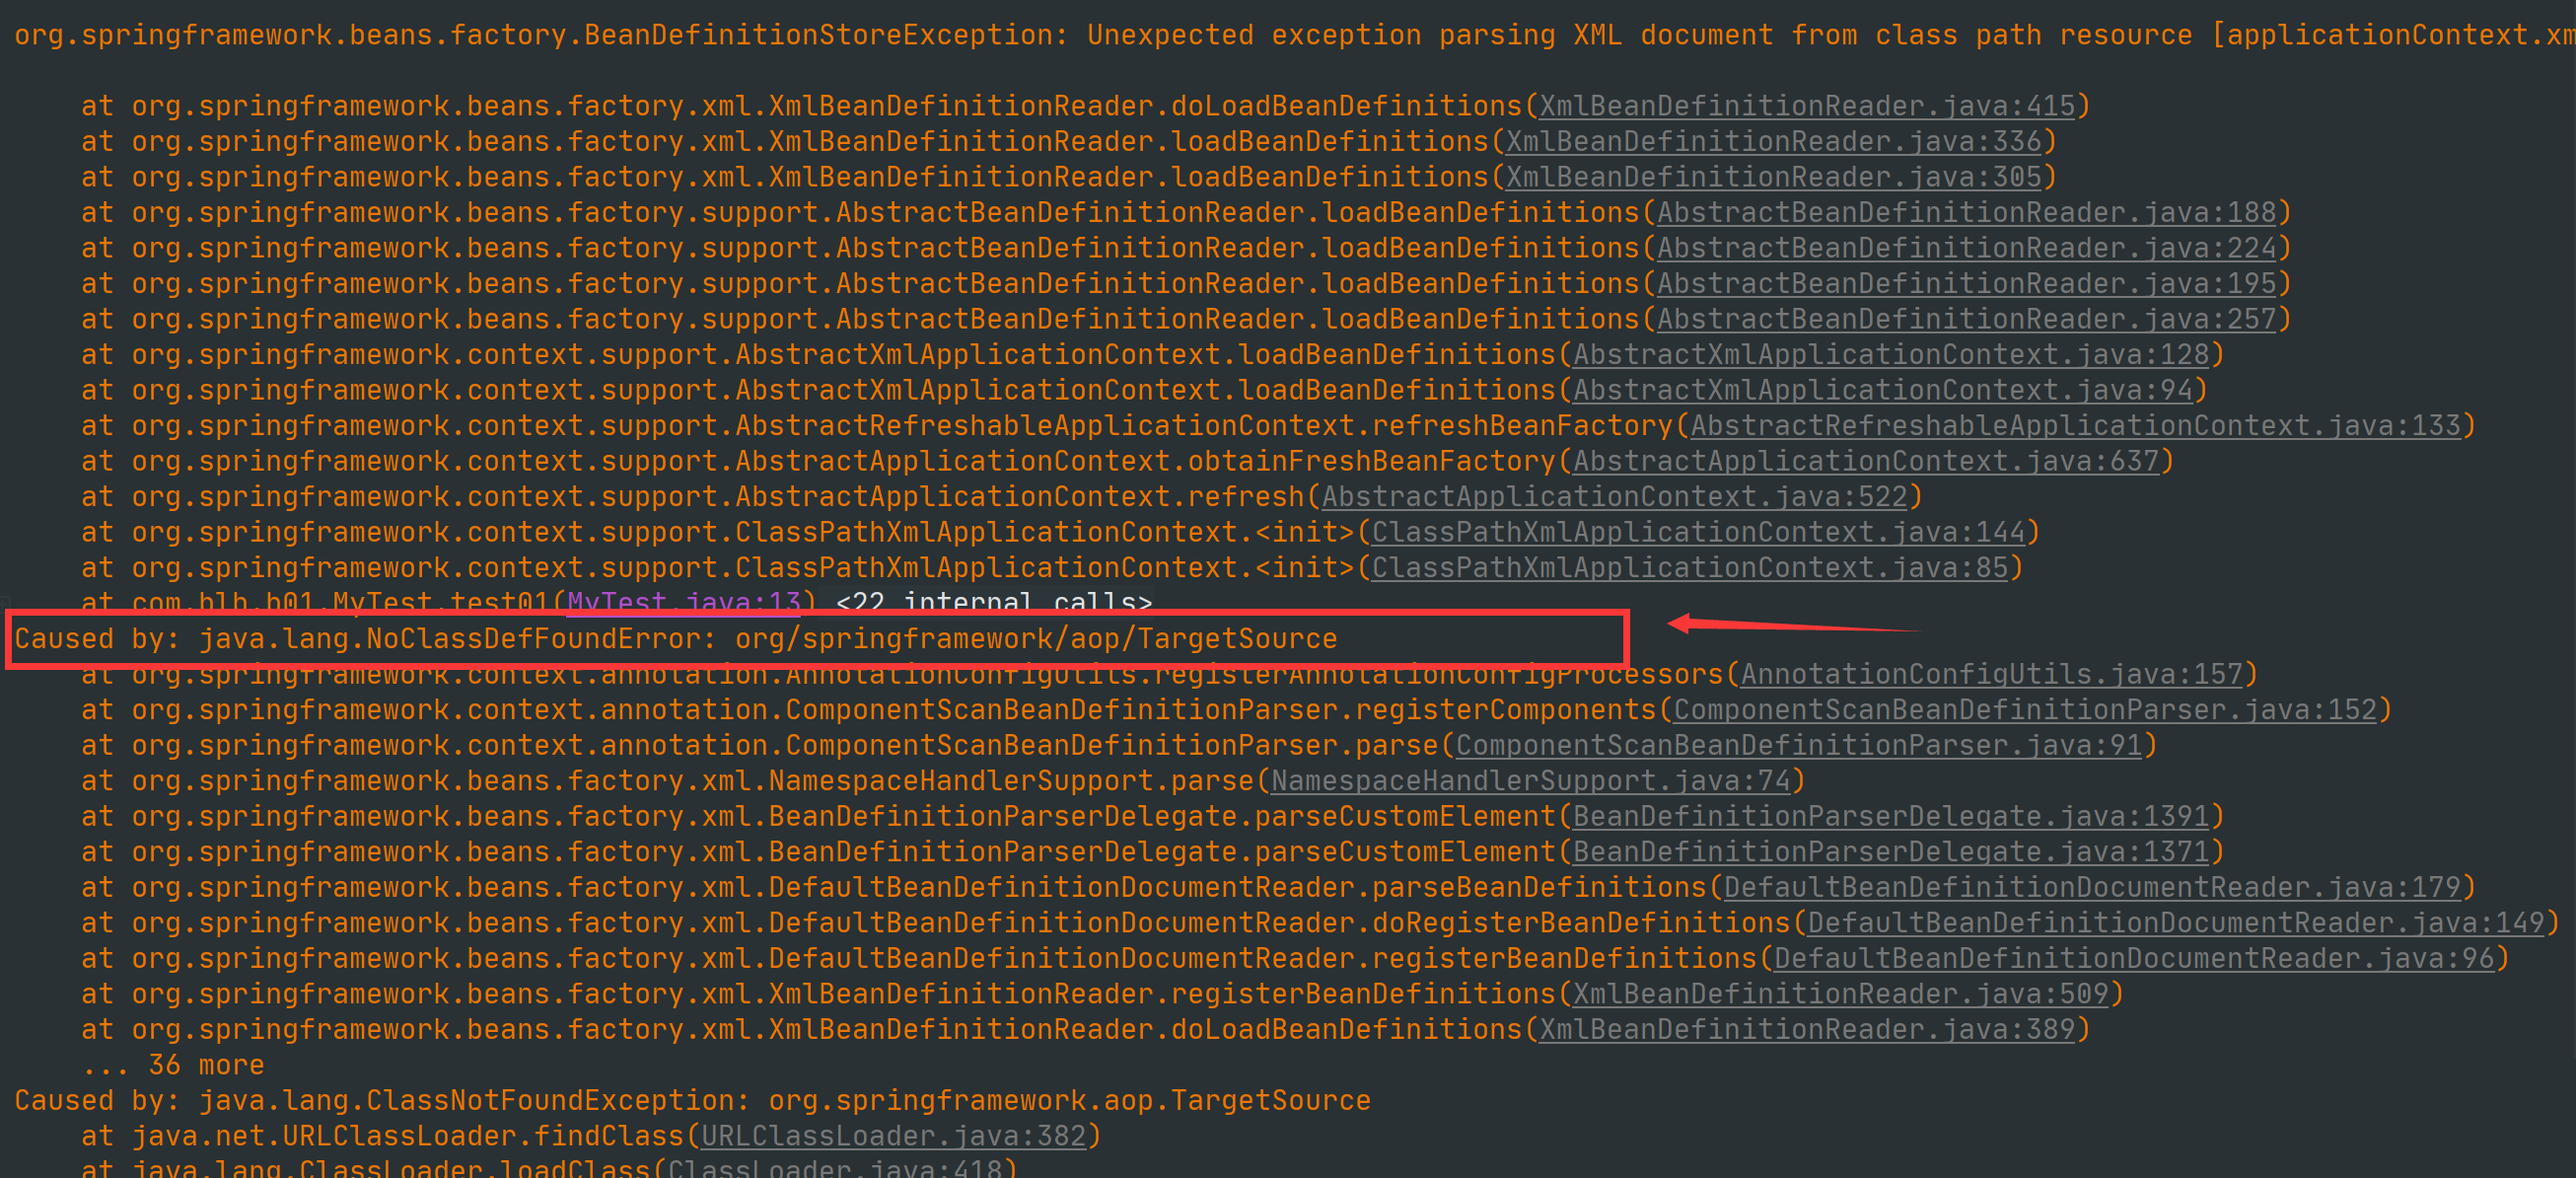 org.springframework.beans.factory.BeanDefinitionStoreException: Unexpected exception parsing XML document from class path resource [applicationContext.xm
at org.springframework.beans.factory.xml.XmlBeanDefinitionReader.doLoadBeanDefinitions(XmlBeanDefinitionReader.java:415)
at org.springframework.beans.factory.xml.XmlBeanDefinitionReader.loadBeanDefinitions(XmlBeanDefinitionReader.java:336)
at org.springframework.beans.factory.xml.XmlBeanDefinitionReader.loadBeanDefinitions(XmlBeanDefinitionReader.java:305)
at org.springframework.beans.factory.support.AbstractBeanDefinitionReader.loadBeanDefinitions(AbstractBeanDefinitionReader.java:188)
at org.springframework.beans.factory.support.AbstractBeanDefinitionReader.loadBeanDefinitions(AbstractBeanDefinitionReader.java:224)
at org.springframework.beans.factory.support.AbstractBeanDefinitionReader.loadBeanDefinitions(AbstractBeanDefinitionReader.java:195)
at org.springframework.beans.factory.support.AbstractBeanDefinitionReader.loadBeanDefinitions(AbstractBeanDefinitionReader.java:257)
at org.springframework.context.support.AbstractXmlApplicationContext.loadBeanDefinitions(AbstractXmlApplicationContext.java:128)
at org.springframework.context.support.AbstractXmlApplicationContext.loadBeanDefinitions(AbstractXmlApplicationContext.java:94)
at org.springframework.context.support.AbstractRefreshableApplicationContext.refreshBeanFactory(AbstractRefreshableApplicationContext.java:133)
at org.springframework.context.support.AbstractApplicationContext.obtainFreshBeanFactory(AbstractApplicationContext.java:637)
at org.springframework.context.support.AbstractApplicationContext.refresh(AbstractApplicationContext.java:522)
at org.springframework.context.support.ClassPathXmlApplicationContext.<init>(ClassPathXmlApplicationContext.java:144)
at org.springframework.context.support.ClassPathXmlApplicationContext.<init>(ClassPathXmlApplicationContext.java:85)
at com.blb.b01.MyTest.test01(MyTest.java:13) <22 internal calls>
Caused by: java.lang.NoClassDefFoundError: org/springframework/aop/TargetSource
at org.springframework.context.annotation.AnnotationConfigUtils.registerAnnotationConfigProcessors(AnnotationConfigUtils.java:157)
at org.springframework.context.annotation.ComponentScanBeanDefinitionParser.registerComponents(ComponentScanBeanDefinitionParser.java:152)
at org.springframework.context.annotation.ComponentScanBeanDefinitionParser.parse(ComponentScanBeanDefinitionParser.java:91)
at org.springframework.beans.factory.xml.NamespaceHandlerSupport.parse(NamespaceHandlerSupport.java:74)
at org.springframework.beans.factory.xml.BeanDefinitionParserDelegate.parseCustomElement(BeanDefinitionParserDelegate.java:1391)
at org.springframework.beans.factory.xml.BeanDefinitionParserDelegate.parseCustomElement(BeanDefinitionParserDelegate.java:1371)
at org.springframework.beans.factory.xml.DefaultBeanDefinitionDocumentReader.parseBeanDefinitions(DefaultBeanDefinitionDocumentReader.java:179)
at org.springframework.beans.factory.xml.DefaultBeanDefinitionDocumentReader.doRegisterBeanDefinitions(DefaultBeanDefinitionDocumentReader.java:149)
at org.springframework.beans.factory.xml.DefaultBeanDefinitionDocumentReader.registerBeanDefinitions(DefaultBeanDefinitionDocumentReader.java:96)
at org.springframework.beans.factory.xml.XmlBeanDefinitionReader.registerBeanDefinitions(XmlBeanDefinitionReader.java:509)
at org.springframework.beans.factory.xml.XmlBeanDefinitionReader.doLoadBeanDefinitions(XmlBeanDefinitionReader.java:389)
... 36 more
Caused by: java.lang.ClassNotFoundException: org.springframework.aop.TargetSource
at java.net.URLClassLoader.findClass(URLClassLoader.java:382)
at java.lang.ClassLoader.loadClass(ClassLoader.java:418)